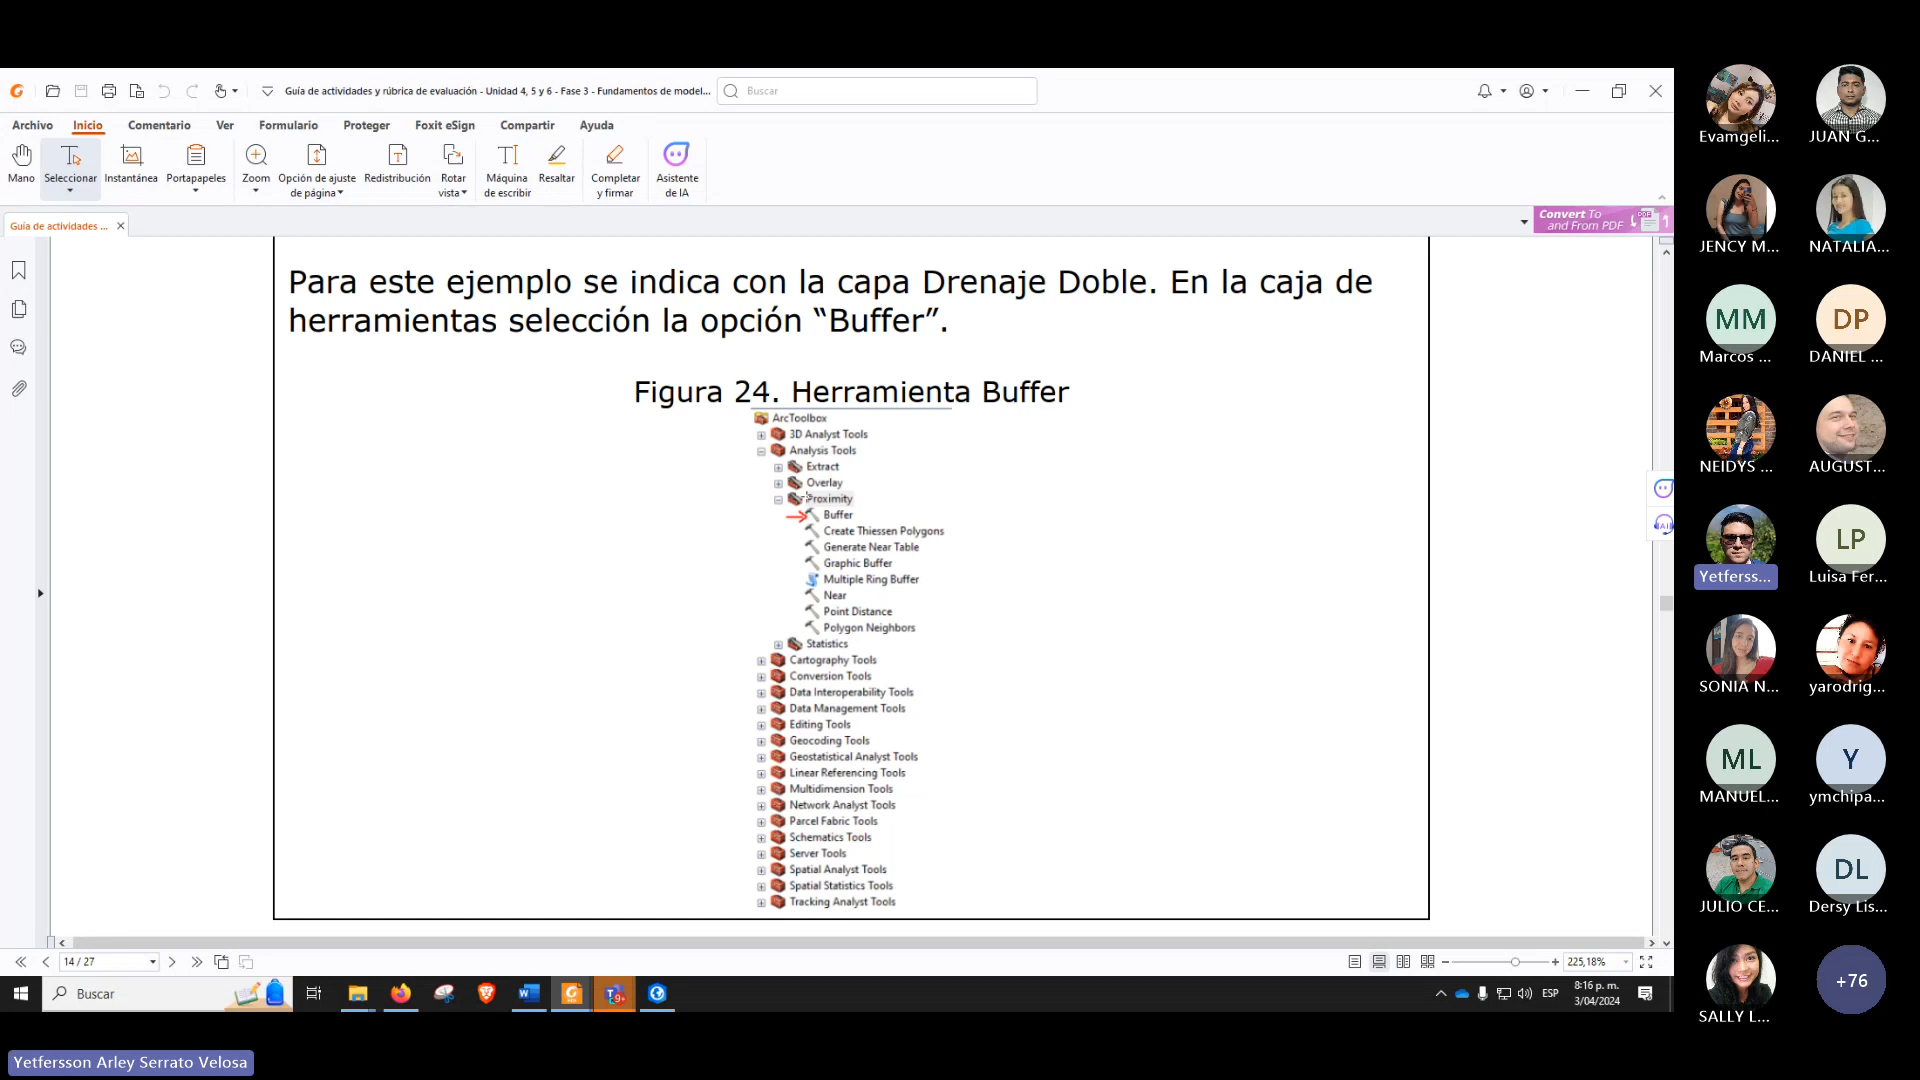 Guía de actividades y rúbrica de evaluación - Unidad 4, 5 y 6 - Fase 3 - Fundamentos de model...
Buscar
Archivo Inicio Comentario Ver Formulario Proteger Foxit eSign Compartir Ayuda
Mano Seleccionar Instantánea Portapapeles Zoom Opción de ajuste de página Redistribución Rotar vista Máquina de escribir Resaltar Completar y firmar Asistente de IA
Guía de actividades ...
Convert To
and From PDF
Para este ejemplo se indica con la capa Drenaje Doble. En la caja de
herramientas selección la opción “Buffer”.
Figura 24. Herramienta Buffer
ArcToolbox
3D Analyst Tools
Analysis Tools
Extract
Overlay
Proximity
Buffer
Create Thiessen Polygons
Generate Near Table
Graphic Buffer
Multiple Ring Buffer
Near
Point Distance
Polygon Neighbors
Statistics
Cartography Tools
Conversion Tools
Data Interoperability Tools
Data Management Tools
Editing Tools
Geocoding Tools
Geostatistical Analyst Tools
Linear Referencing Tools
Multidimension Tools
Network Analyst Tools
Parcel Fabric Tools
Schematics Tools
Server Tools
Spatial Analyst Tools
Spatial Statistics Tools
Tracking Analyst Tools
14 / 27
225,18%
Buscar
ESP
8:16 p. m.
3/04/2024
Yetfersson Arley Serrato Velosa
Evamgeli... JUAN G...
JENCY M... NATALIA...
MM DP
Marcos ... DANIEL ...
NEIDYS ... AUGUST...
LP
Yetferss... Luisa Fer...
SONIA N... yarodrig...
ML Y
MANUEL... ymchipa...
DL
JULIO CE... Dersy Lis...
+76
SALLY L...